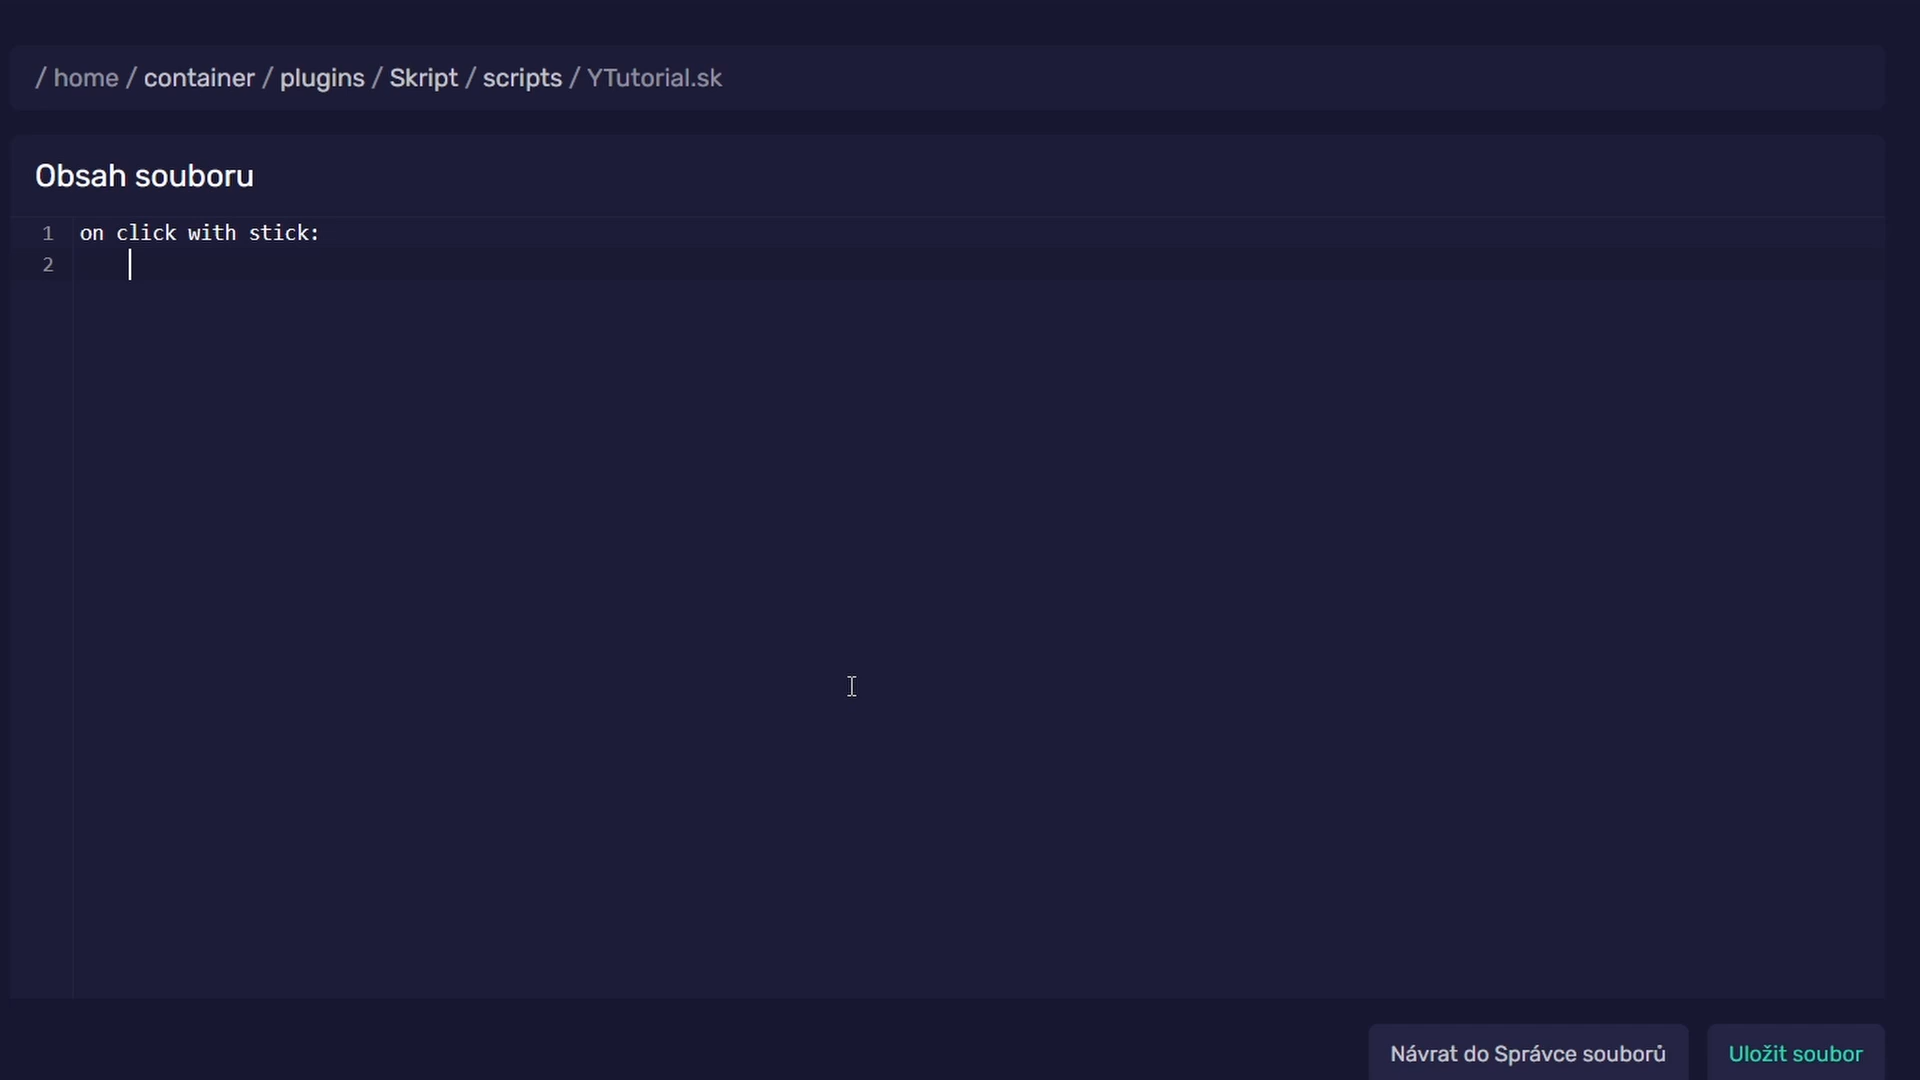 / home / container / plugins / Skript / scripts / YTutorial.sk
Obsah souboru
1 on click with stick:
2
Návrat do Správce souborů
Uložit soubor